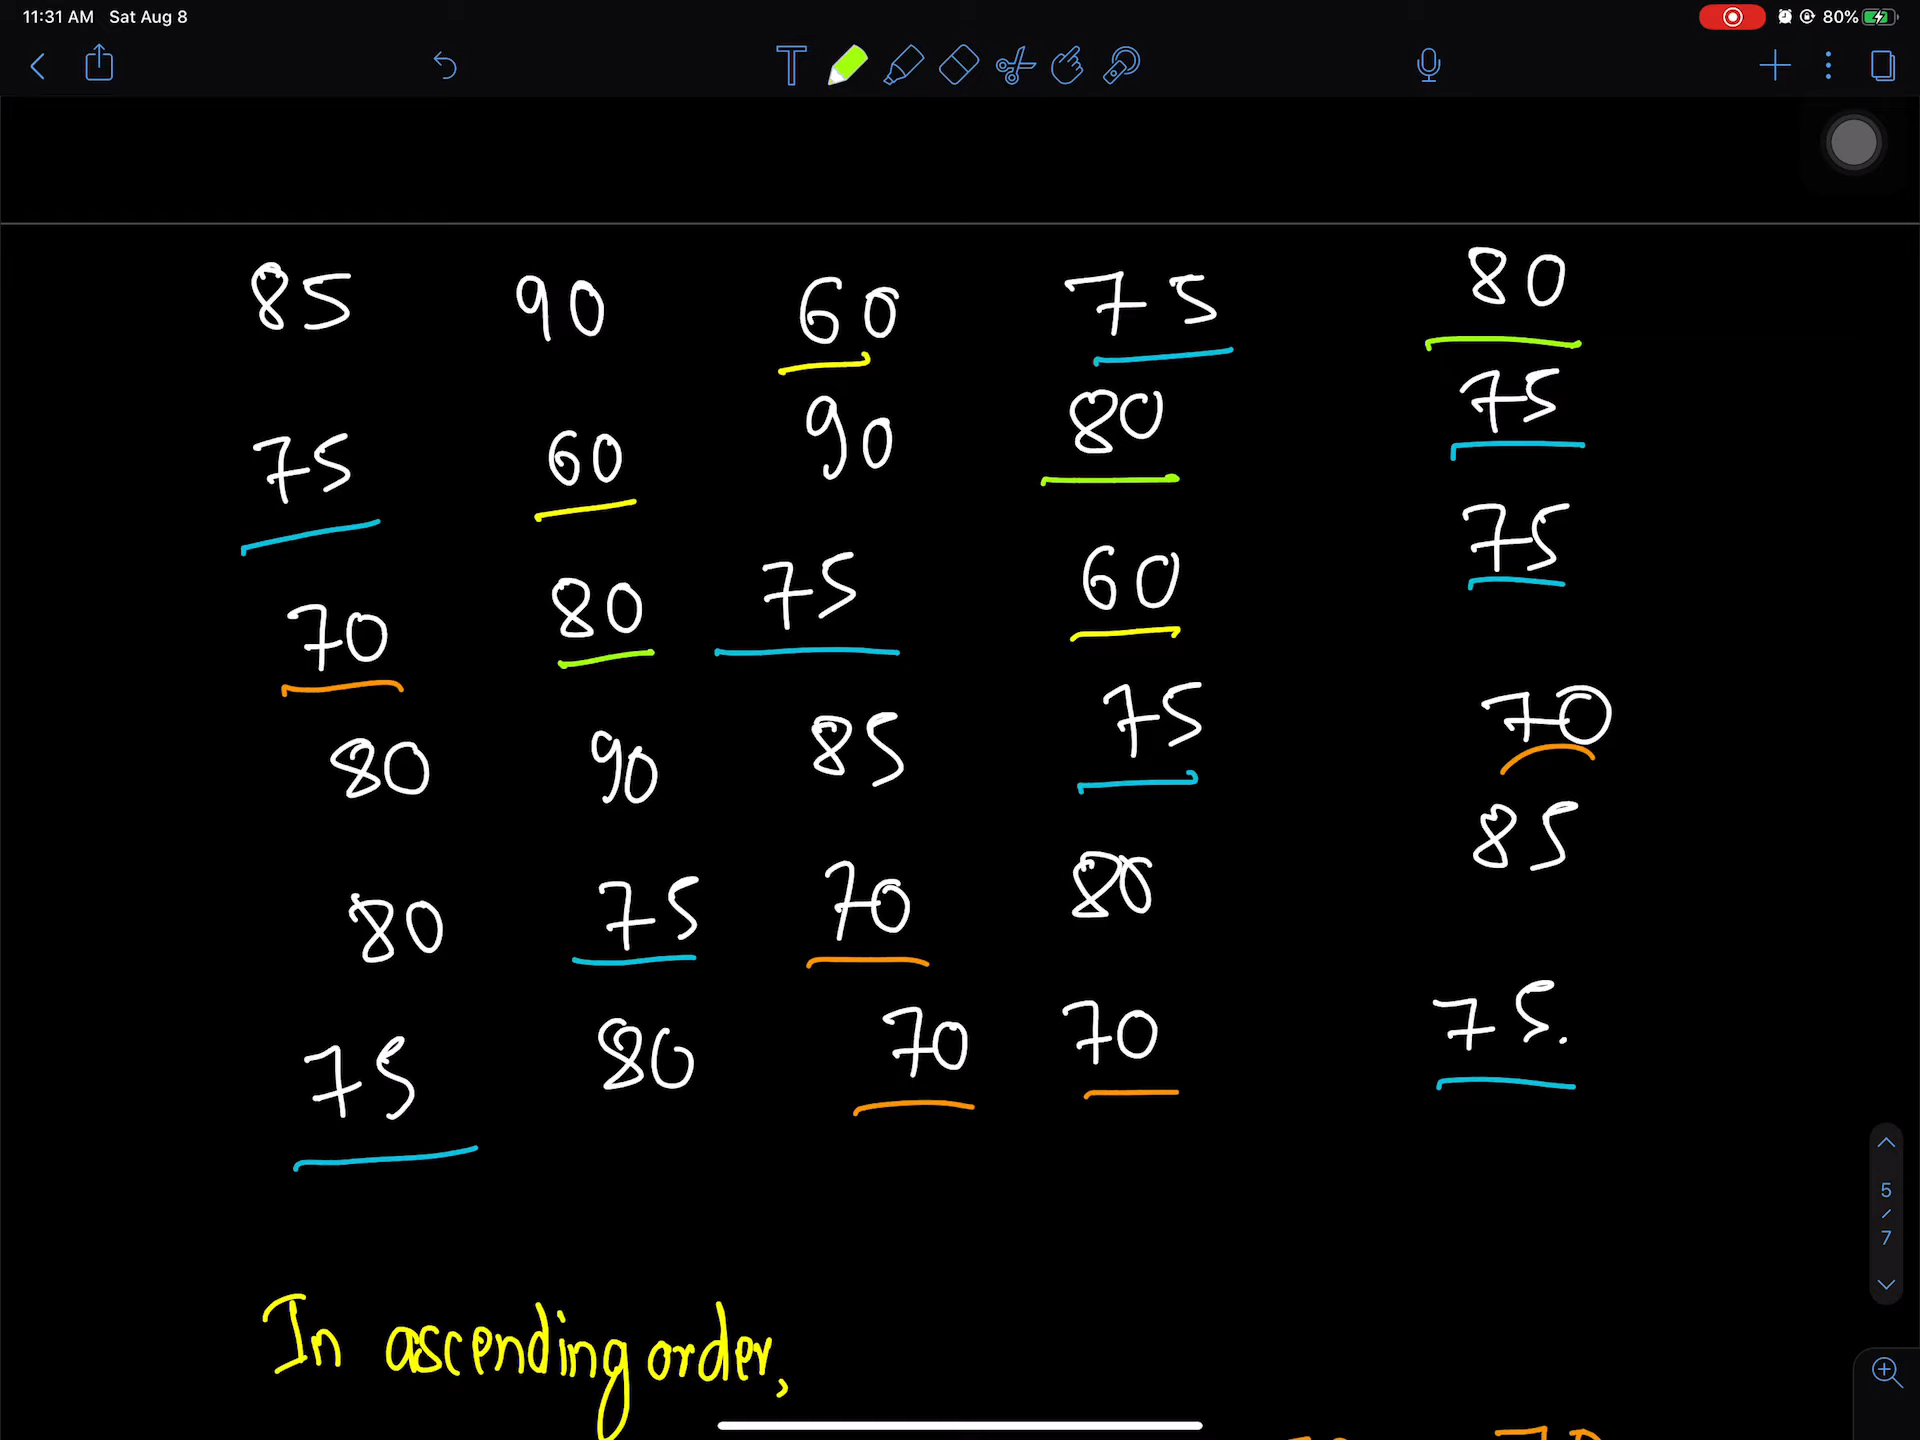 11:31 AM Sat Aug 8 80%
85 90 60 75 80
75 60 90 80 75
70 80 75 60 75
80 90 85 75 70
80 75 70 80 85
75 80 70 70 75.
In ascending order,
5
/
7